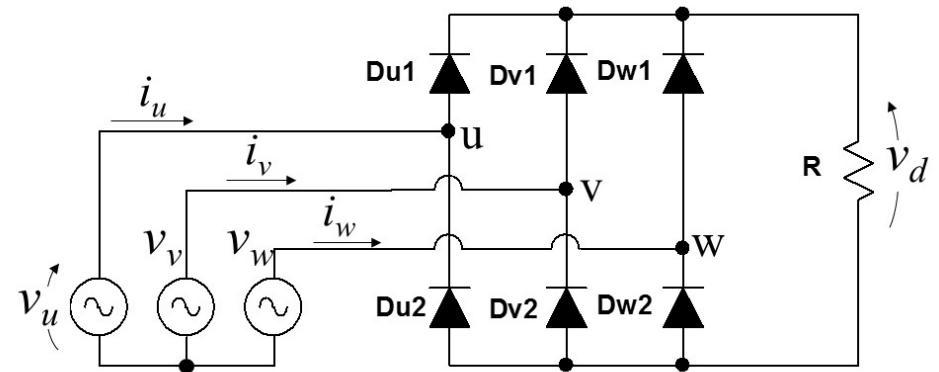 Du1
Dv1
Dw1
i_u
u
i_v
R
v_d
v
i_w
v_v
v_w
w
v_u
Du2
Dv2
Dw2